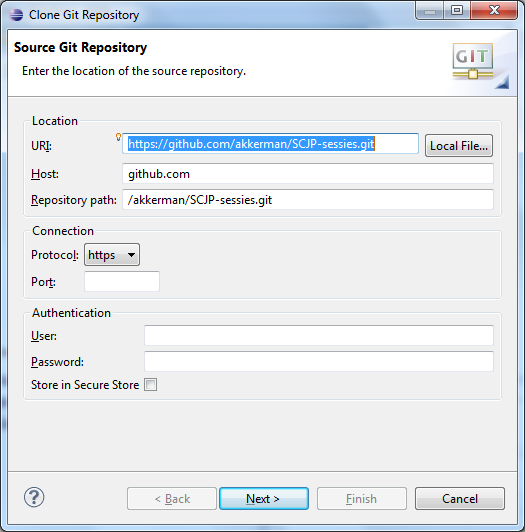 Clone Git Repository
Source Git Repository
Enter the location of the source repository.
GIT
Location
URI: https://github.com/akkerman/SCJP-sessies.git Local File...
Host: github.com
Repository path: /akkerman/SCJP-sessies.git
Connection
Protocol: https
Port:
Authentication
User:
Password:
Store in Secure Store
? < Back Next > Finish Cancel